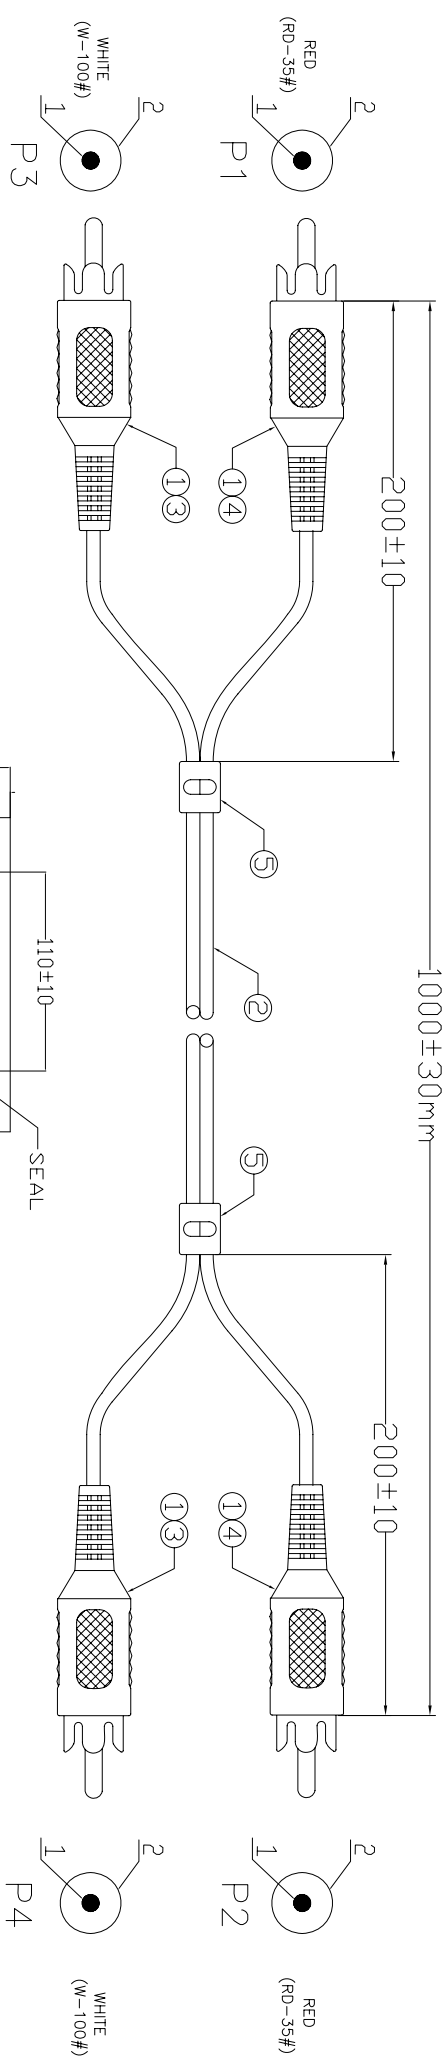 1000±30mm
200±10
200±10
RED
(RD-35#)
2
1
P1
①④
①④
2
1
P2
RED
(RD-35#)
⑤
②
⑤
WHITE
(W-100#)
2
1
P3
①③
①③
2
1
P4
WHITE
(W-100#)
110±10
SEAL